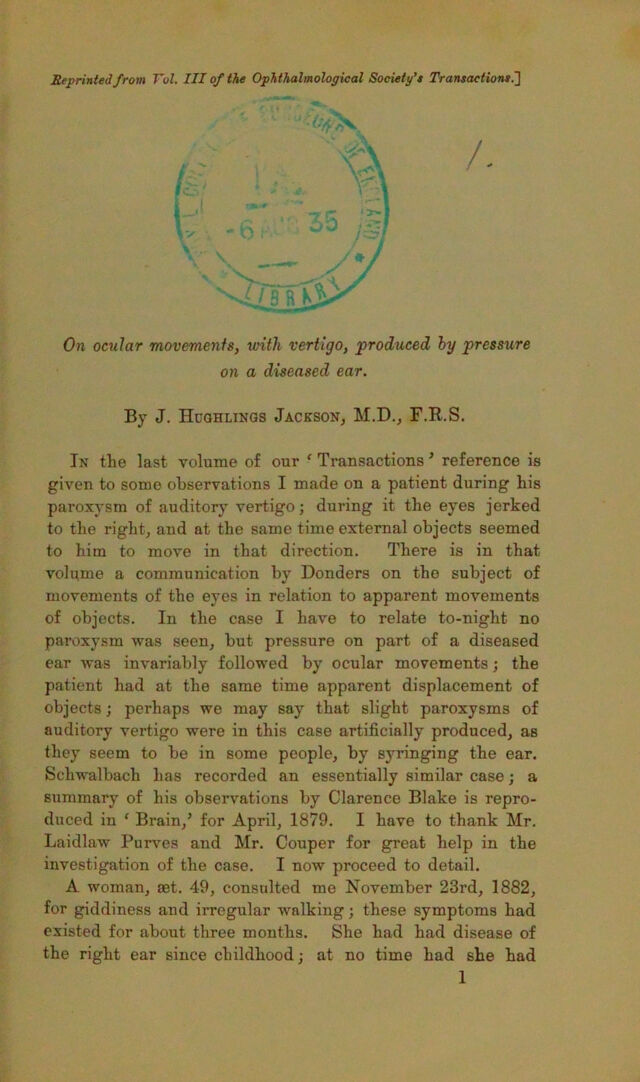 Reprinted from Vol. III of the Ophthalmological Society's Transactions.]
OF ENGLAND
-6 AUG 35
* LIBRARY *
1.
On ocular movements, with vertigo, produced by pressure
on a diseased ear.
By J. HUGHLINGS JACKSON, M.D., F.R.S.
IN the last volume of our ‘ Transactions ’ reference is
given to some observations I made on a patient during his
paroxysm of auditory vertigo ; during it the eyes jerked
to the right, and at the same time external objects seemed
to him to move in that direction. There is in that
volume a communication by Donders on the subject of
movements of the eyes in relation to apparent movements
of objects. In the case I have to relate to-night no
paroxysm was seen, but pressure on part of a diseased
ear was invariably followed by ocular movements ; the
patient had at the same time apparent displacement of
objects ; perhaps we may say that slight paroxysms of
auditory vertigo were in this case artificially produced, as
they seem to be in some people, by syringing the ear.
Schwalbach has recorded an essentially similar case ; a
summary of his observations by Clarence Blake is repro-
duced in ‘ Brain,’ for April, 1879. I have to thank Mr.
Laidlaw Purves and Mr. Couper for great help in the
investigation of the case. I now proceed to detail.
A woman, æt. 49, consulted me November 23rd, 1882,
for giddiness and irregular walking ; these symptoms had
existed for about three months. She had had disease of
the right ear since childhood ; at no time had she had
1